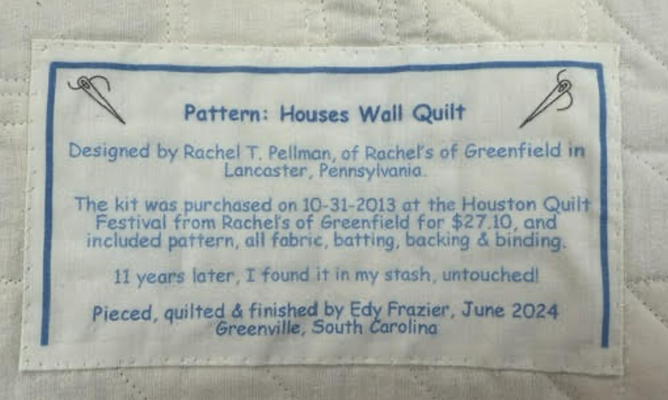 Pattern: Houses Wall Quilt
Designed by Rachel T. Pellman, of Rachel's of Greenfield in
Lancaster, Pennsylvania.
The kit was purchased on 10-31-2013 at the Houston Quilt
Festival from Rachel's of Greenfield for $27.10, and
included pattern, all fabric, batting, backing & binding.
11 years later, I found it in my stash, untouched!
Pieced, quilted & finished by Edy Frazier, June 2024
Greenville, South Carolina